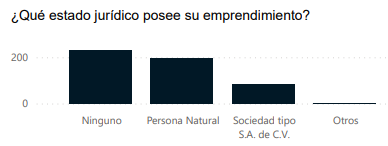 ¿Qué estado jurídico posee su emprendimiento?
200
0
Ninguno
Persona Natural
Sociedad tipo
S.A. de C.V.
Otros